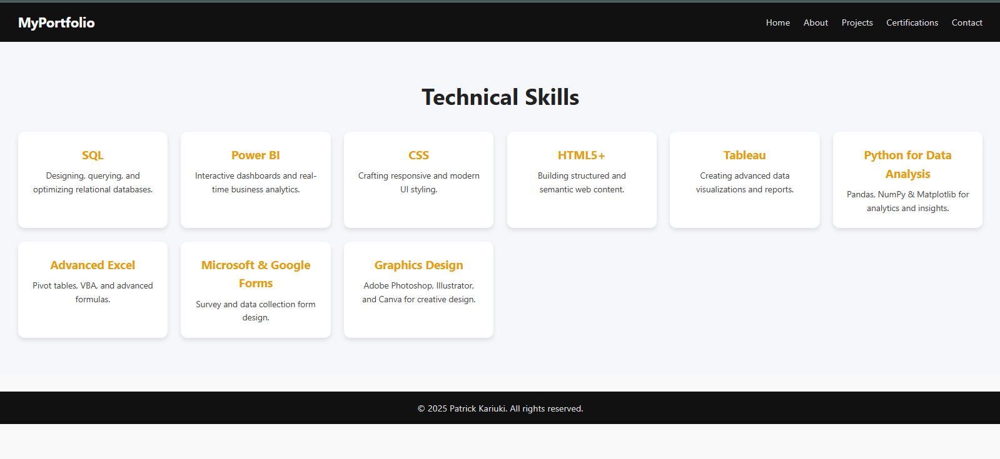 MyPortfolio
Home About Projects Certifications Contact
Technical Skills
SQL
Designing, querying, and
optimizing relational databases.
Power BI
Interactive dashboards and real-
time business analytics.
CSS
Crafting responsive and modern
UI styling.
HTML5+
Building structured and
semantic web content.
Tableau
Creating advanced data
visualizations and reports.
Python for Data
Analysis
Pandas, NumPy & Matplotlib for
analytics and insights.
Advanced Excel
Pivot tables, VBA, and advanced
formulas.
Microsoft & Google
Forms
Survey and data collection form
design.
Graphics Design
Adobe Photoshop, Illustrator,
and Canva for creative design.
© 2025 Patrick Kariuki. All rights reserved.